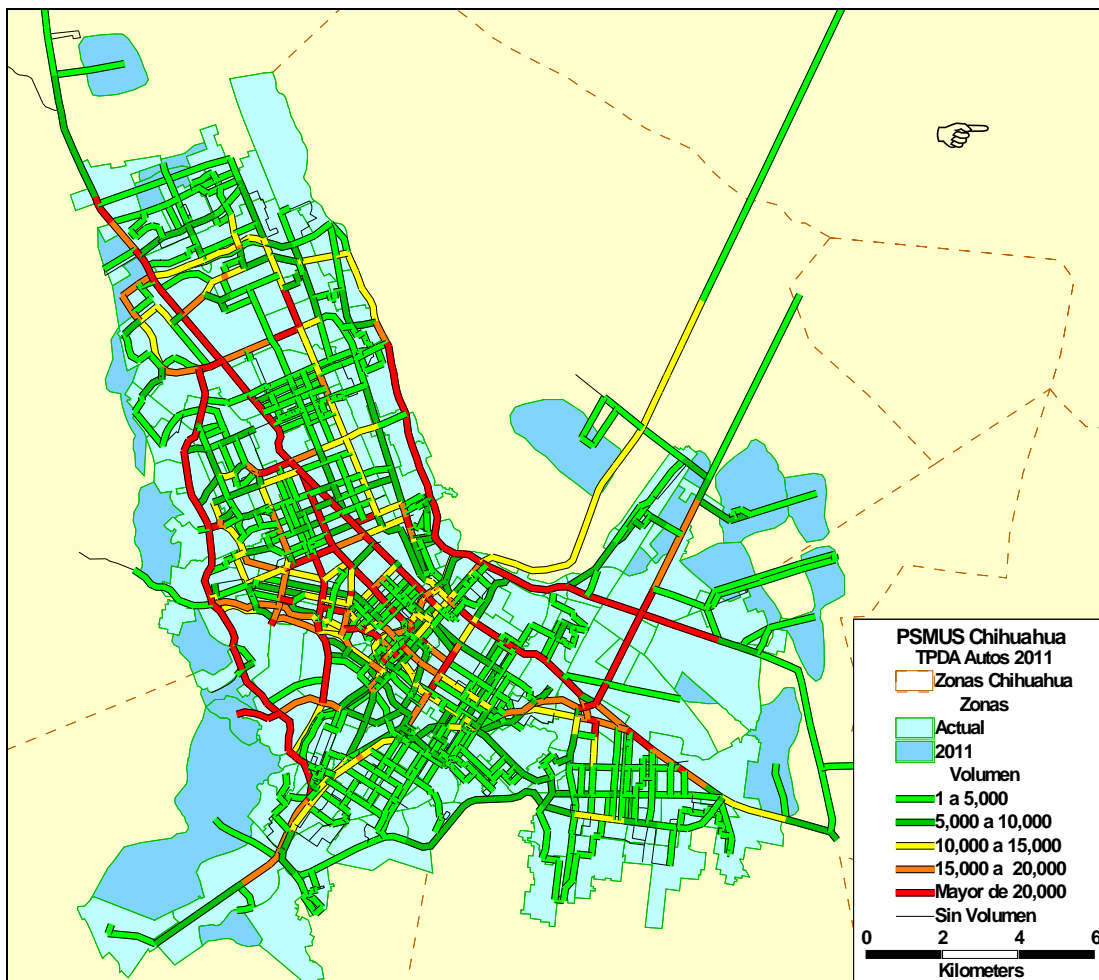 PSMUS Chihuahua
TPDA Autos 2011
Zonas Chihuahua
Zonas
Actual
2011
Volumen
1 a 5,000
5,000 a 10,000
10,000 a 15,000
15,000 a 20,000
Mayor de 20,000
Sin Volumen
0 2 4 6
Kilometers